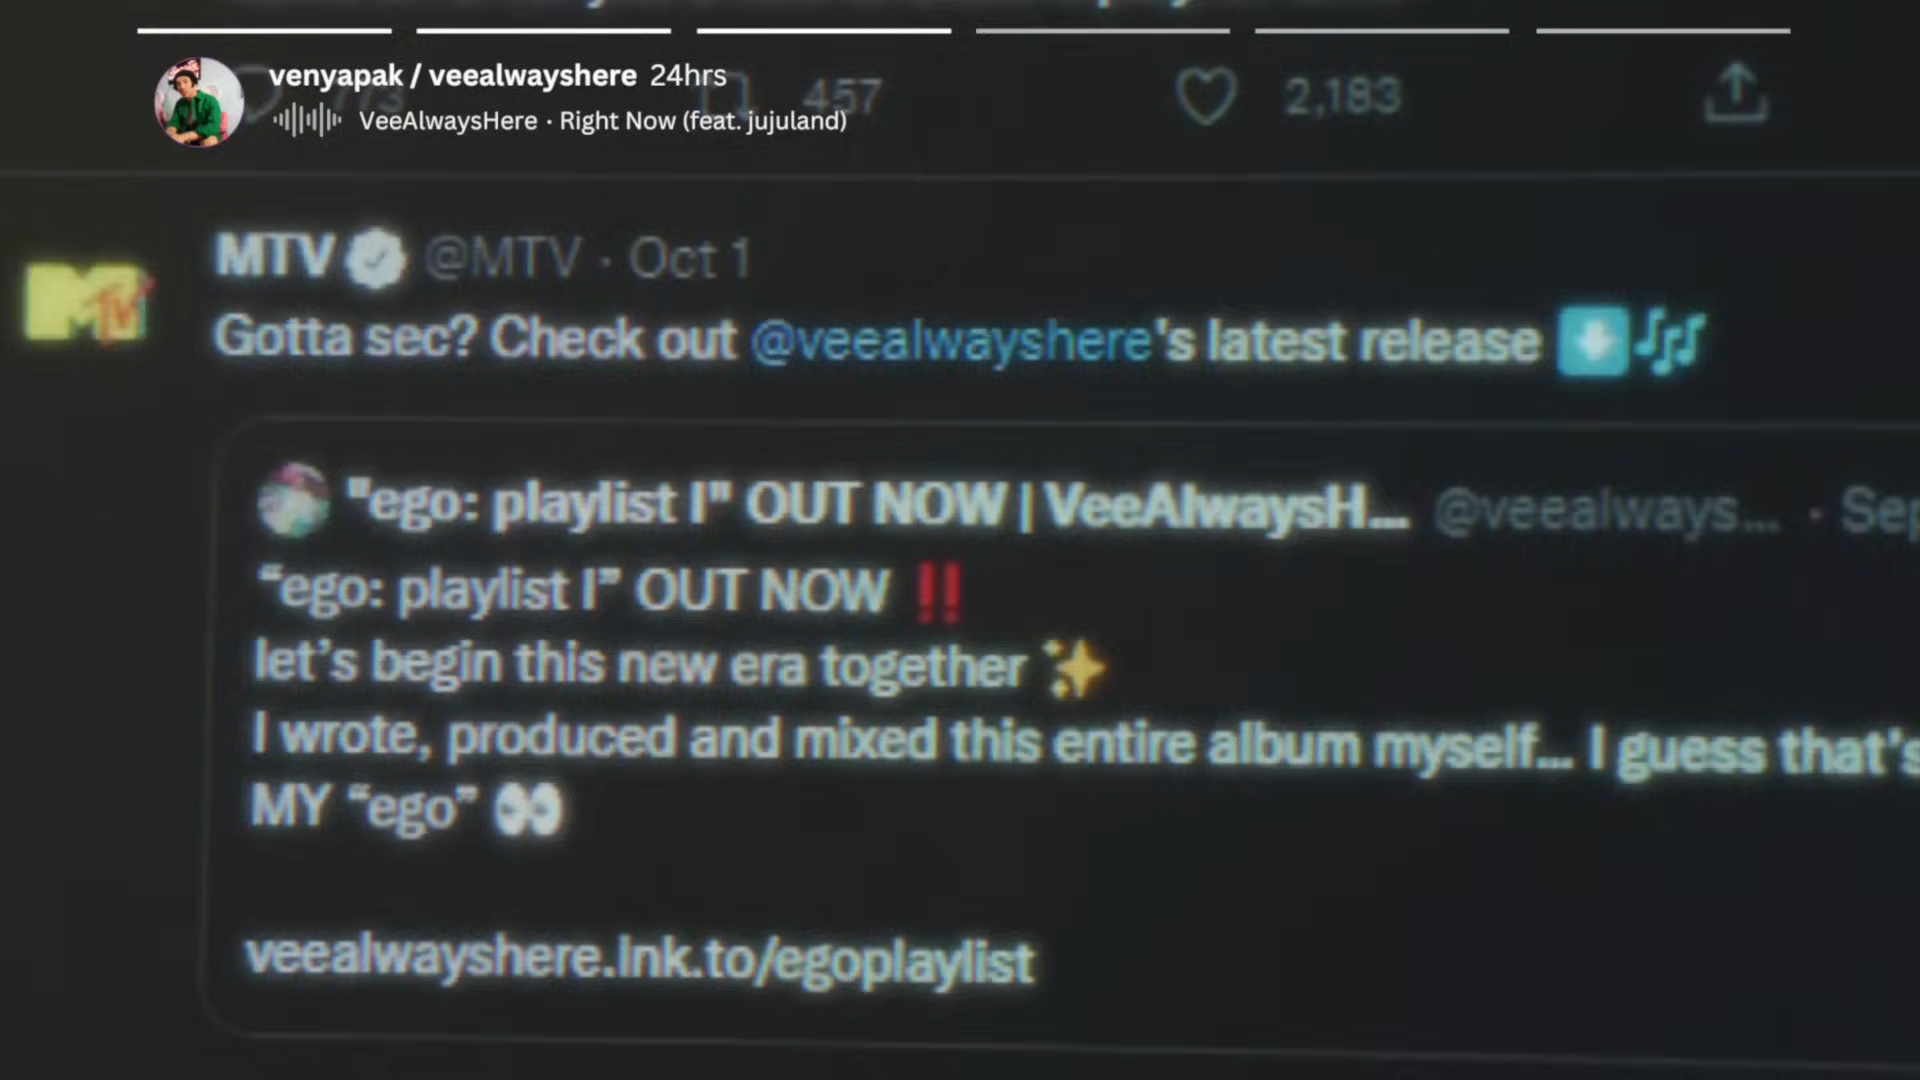 venyapak / veealwayshere 24hrs
VeeAlwaysHere · Right Now (feat. jujuland)
457 2,183
MTV @MTV · Oct 1
Gotta sec? Check out @veealwayshere's latest release ⬇️🎶
"ego: playlist I" OUT NOW | VeeAlwaysH... @veealways... · Sep
“ego: playlist I” OUT NOW ‼️
let’s begin this new era together ✨
I wrote, produced and mixed this entire album myself... I guess that's
MY “ego” 👀
veealwayshere.lnk.to/egoplaylist